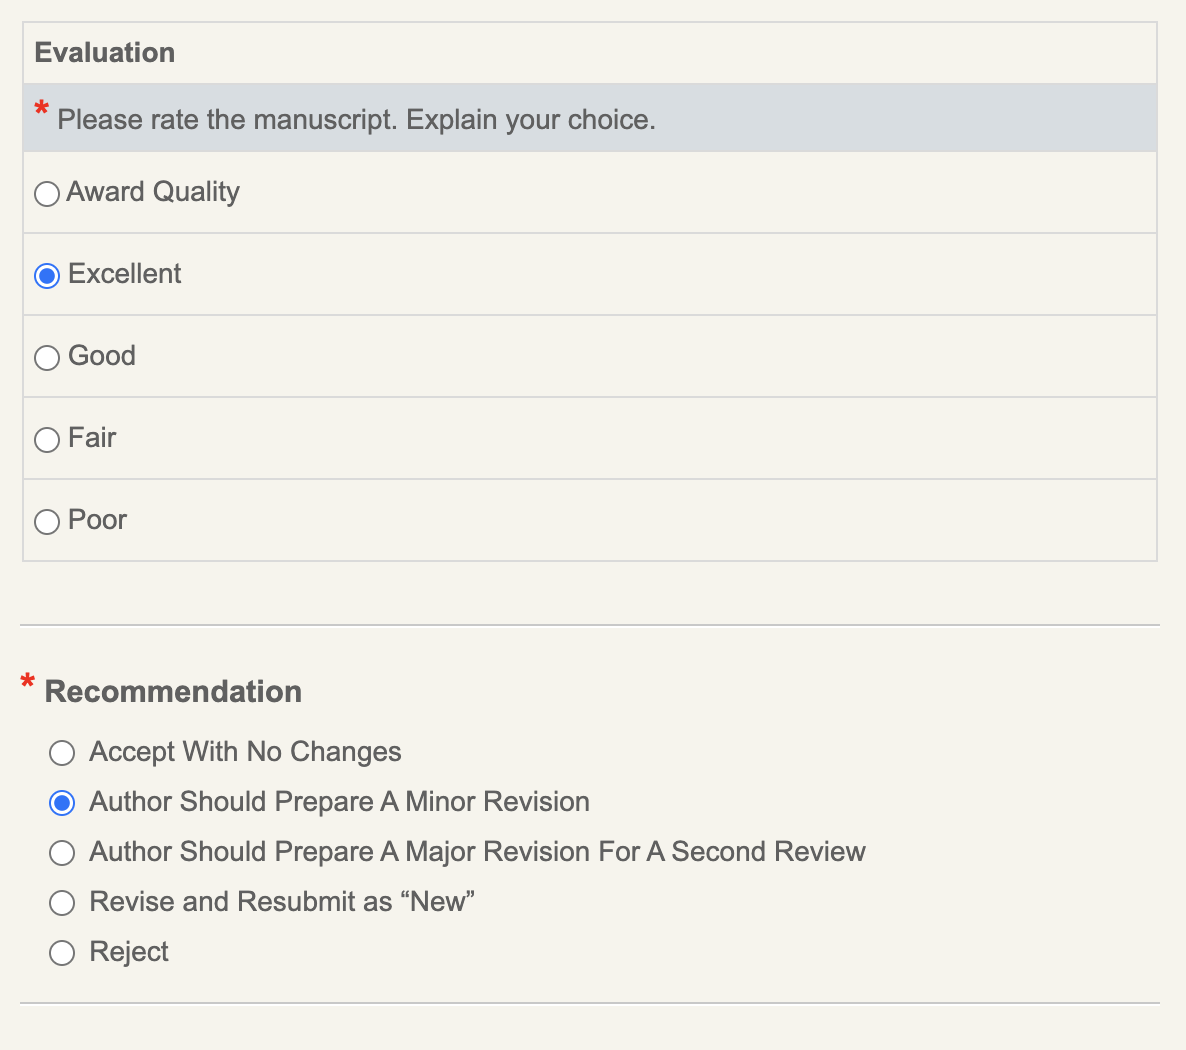 Evaluation
* Please rate the manuscript. Explain your choice.
Award Quality
Excellent
Good
Fair
Poor
* Recommendation
Accept With No Changes
Author Should Prepare A Minor Revision
Author Should Prepare A Major Revision For A Second Review
Revise and Resubmit as “New”
Reject